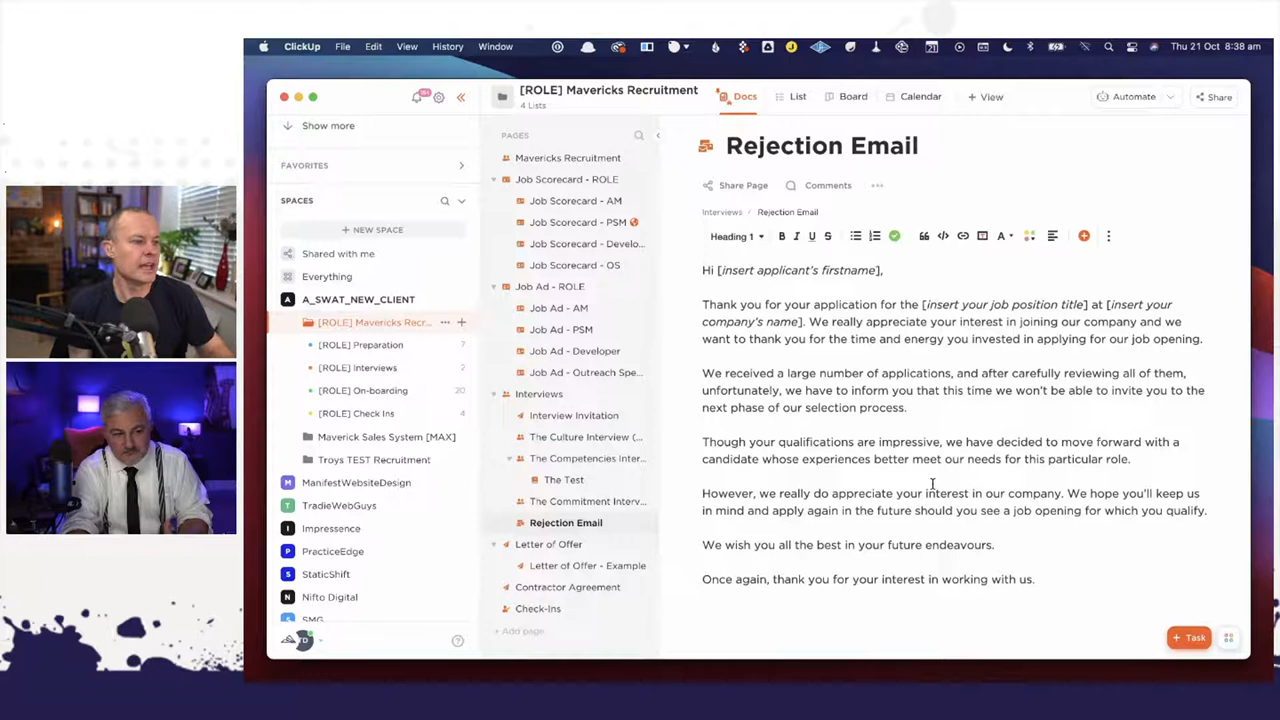 ClickUp File Edit View History Window
21
Thu 21 Oct 8:38 am
Show more
FAVORITES
SPACES
+ NEW SPACE
Shared with me
Everything
A A_SWAT_NEW_CLIENT
[ROLE] Mavericks Recr...
[ROLE] Preparation 7
[ROLE] Interviews 2
[ROLE] On-boarding 20
[ROLE] Check Ins 4
Maverick Sales System [MAX]
Troys TEST Recruitment
M ManifestWebsiteDesign
T TradieWebGuys
I Impressence
P PracticeEdge
S StaticShift
N Nifto Digital
SMG
[ROLE] Mavericks Recruitment
4 Lists
Docs List Board Calendar + View
Automate Share
PAGES
Mavericks Recruitment
Job Scorecard - ROLE
Job Scorecard - AM
Job Scorecard - PSM
Job Scorecard - Develo...
Job Scorecard - OS
Job Ad - ROLE
Job Ad - AM
Job Ad - PSM
Job Ad - Developer
Job Ad - Outreach Spe...
Interviews
Interview Invitation
The Culture Interview (...
The Competencies Inter...
The Test
The Commitment Interv...
Rejection Email
Letter of Offer
Letter of Offer - Example
Contractor Agreement
Check-Ins
+ Add page
Rejection Email
Share Page Comments
Interviews / Rejection Email
Heading 1 B I U S A
Hi [insert applicant's firstname],
Thank you for your application for the [insert your job position title] at [insert your
company's name]. We really appreciate your interest in joining our company and we
want to thank you for the time and energy you invested in applying for our job opening.
We received a large number of applications, and after carefully reviewing all of them,
unfortunately, we have to inform you that this time we won't be able to invite you to the
next phase of our selection process.
Though your qualifications are impressive, we have decided to move forward with a
candidate whose experiences better meet our needs for this particular role.
However, we really do appreciate your interest in our company. We hope you'll keep us
in mind and apply again in the future should you see a job opening for which you qualify.
We wish you all the best in your future endeavours.
Once again, thank you for your interest in working with us.
+ Task